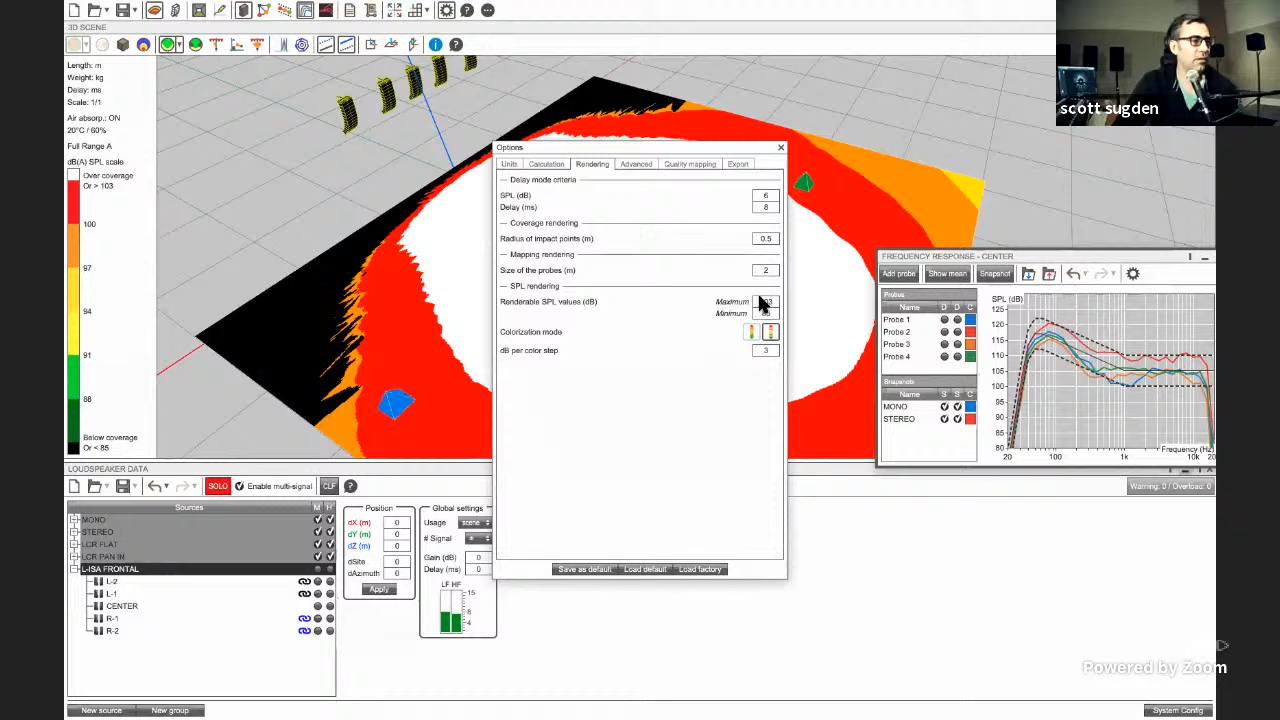 3D SCENE
Length: m
Weight: kg
Delay: ms
Scale: 1/1
Air absorp.: ON
20°C / 60%
Full Range A
dB(A) SPL scale
Over coverage
Or > 103
100
97
94
91
88
Below coverage
Or < 85
scott sugden
Options
Units Calculation Rendering Advanced Quality mapping Export
Delay mode criteria
SPL (dB) 6
Delay (ms) 8
Coverage rendering
Radius of impact points (m) 0.5
Mapping rendering
Size of the probes (m) 2
SPL rendering
Renderable SPL values (dB) Maximum
Minimum
Colorization mode
dB per color step 3
Save as default Load default Load factory
FREQUENCY RESPONSE - CENTER
Add probe Show mean Snapshot
Probes
Name D D C
Probe 1
Probe 2
Probe 3
Probe 4
Snapshots
Name S S C
MONO
STEREO
SPL (dB)
125
120
115
110
105
100
95
90
85
80
Frequency (Hz)
20 100 1k 10k
LOUDSPEAKER DATA
SOLO Enable multi-signal CLF
Warning: 0 / Overload: 0
Sources M H
MONO
STEREO
LCR FLAT
LCR PAN IN
L-ISA FRONTAL
L-2
L-1
CENTER
R-1
R-2
Position
dX (m) 0
dY (m) 0
dZ (m) 0
dSite 0
dAzimuth 0
Apply
Global settings
Usage scene
# Signal
Gain (dB) 0
Delay (ms) 0
LF HF
15
8
4
New source New group
System Config
Powered by Zoom